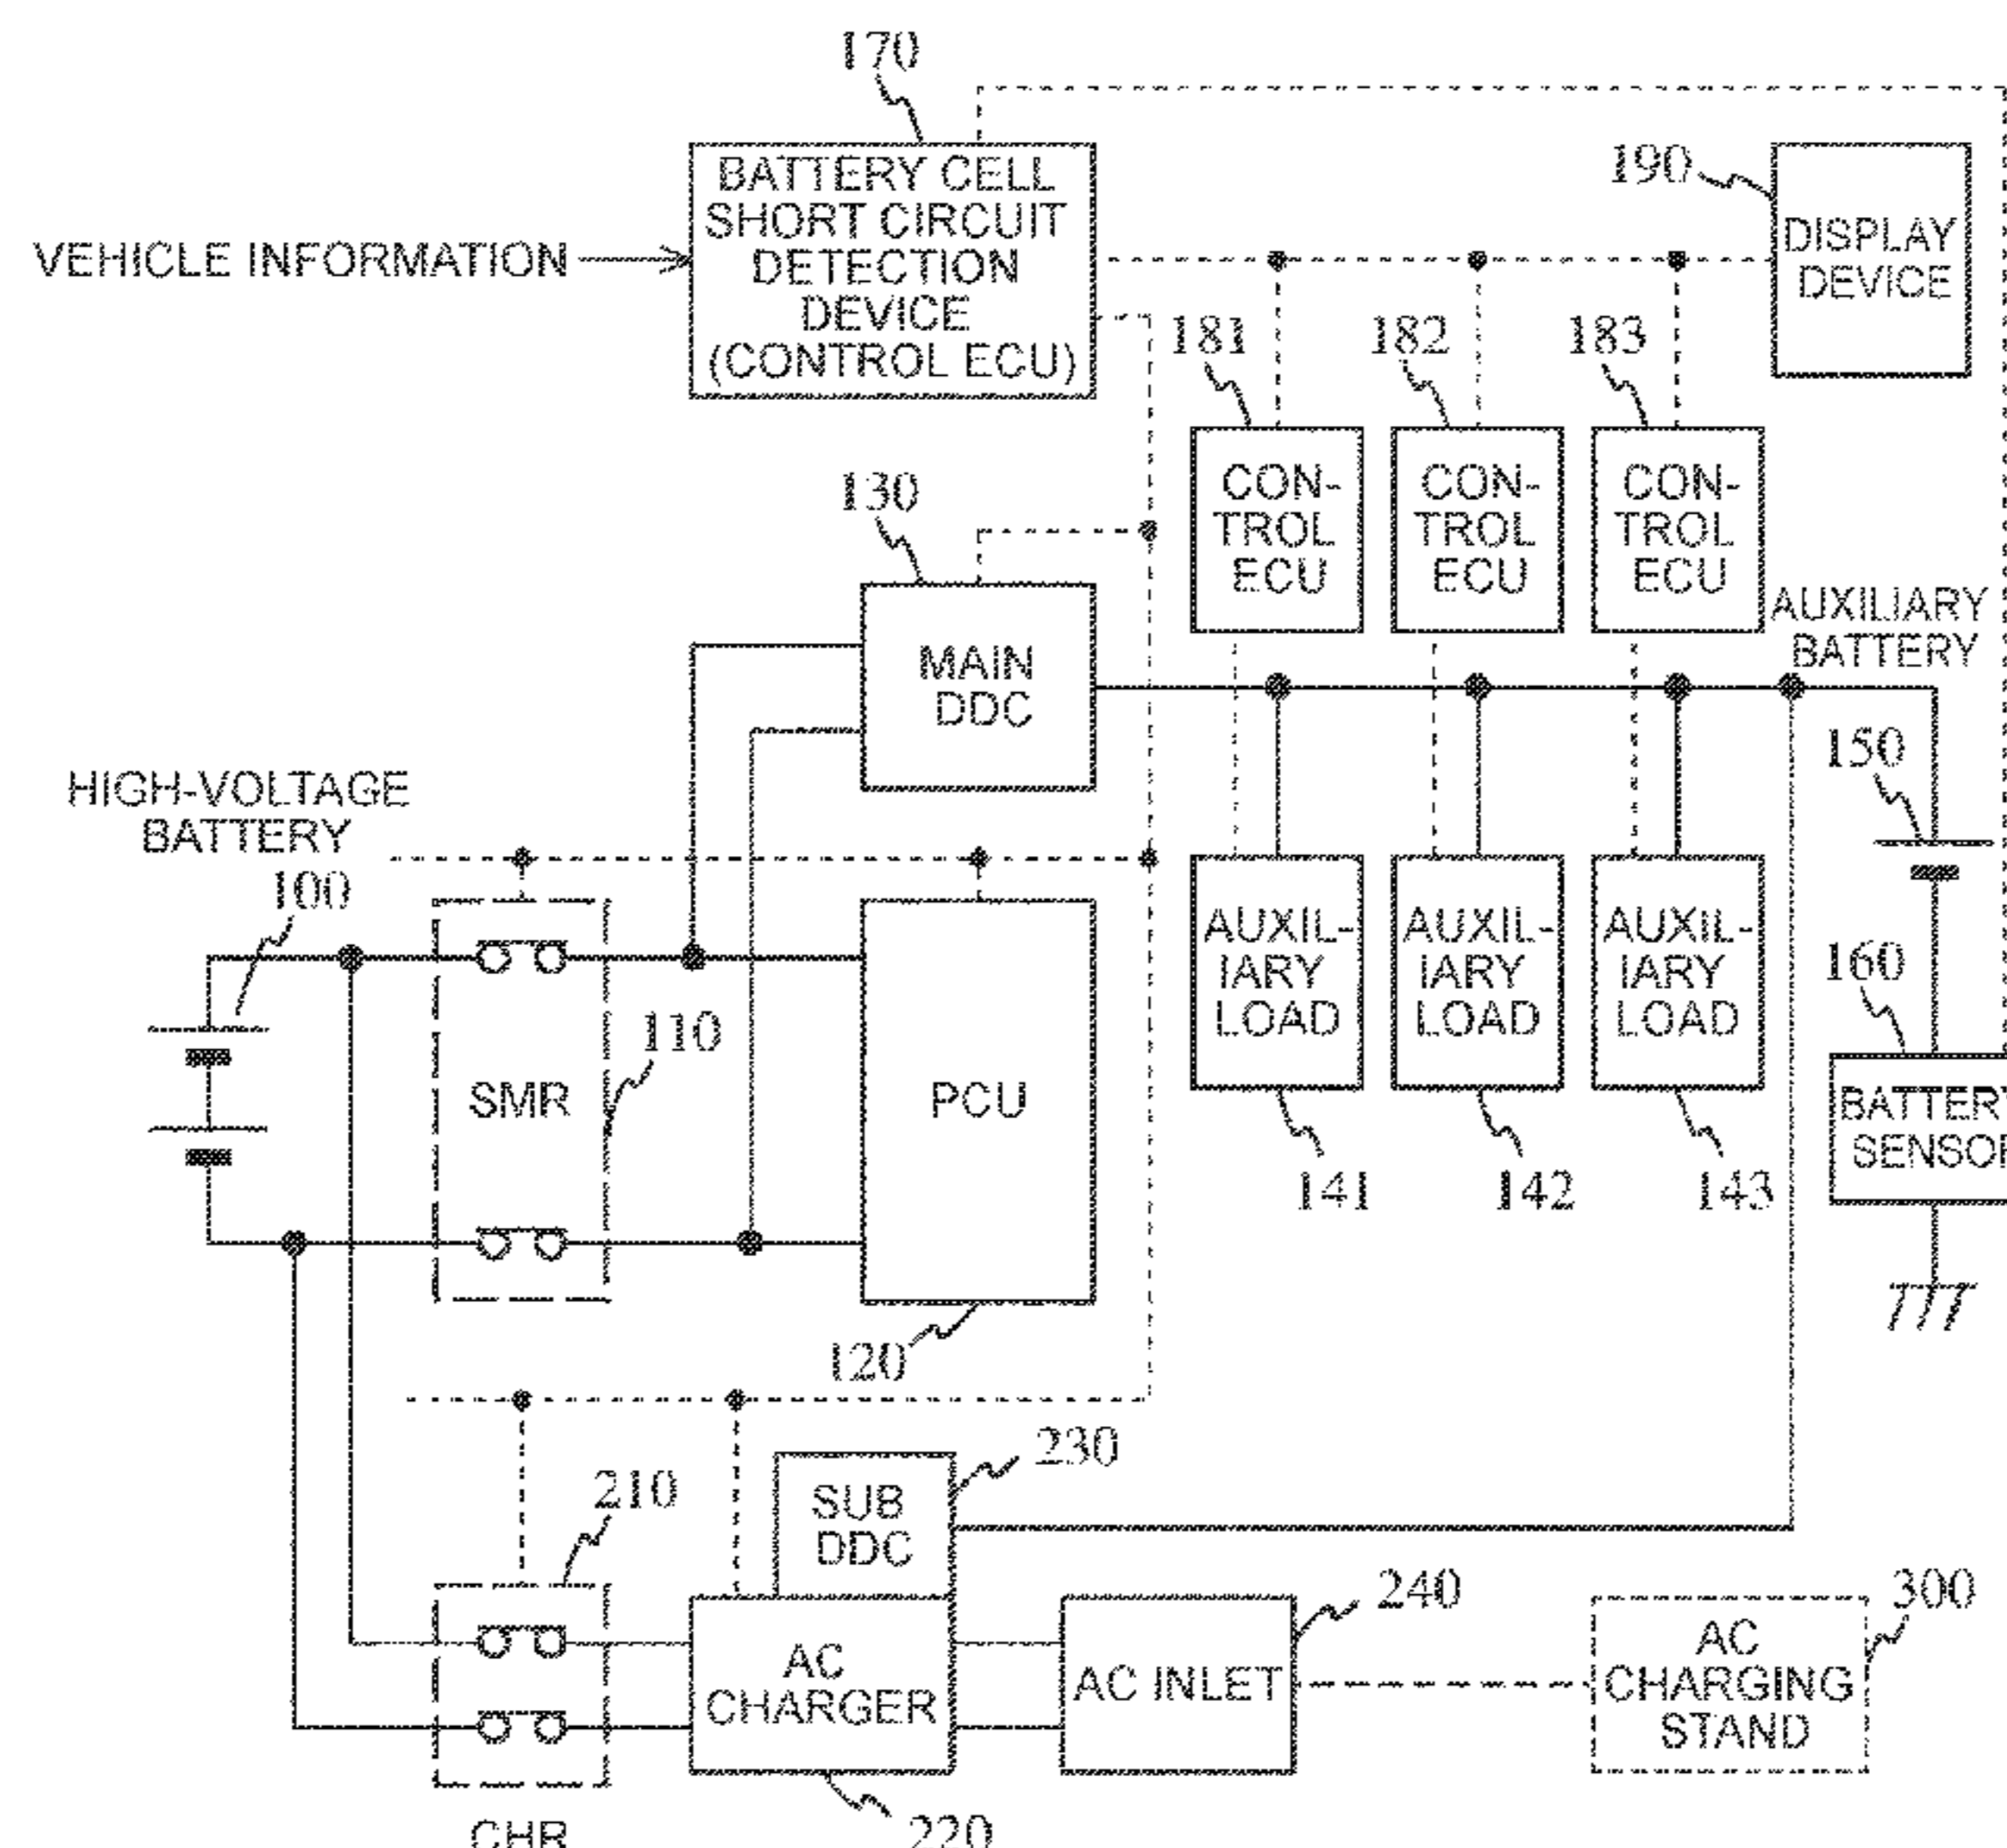 170
BATTERY CELL
SHORT CIRCUIT
DETECTION
DEVICE
(CONTROL ECU)
VEHICLE INFORMATION
190
DISPLAY
DEVICE
181
182
183
CON-
TROL
ECU
CON-
TROL
ECU
CON-
TROL
ECU
130
MAIN
DDC
AUXILIARY
BATTERY
150
HIGH-VOLTAGE
BATTERY
100
SMR
110
PCU
120
AUXIL-
IARY
LOAD
AUXIL-
IARY
LOAD
AUXIL-
IARY
LOAD
141
142
143
160
BATTERY
SENSOR
210
SUB
DDC
230
AC
CHARGER
220
AC INLET
240
AC
CHARGING
STAND
300
CHR